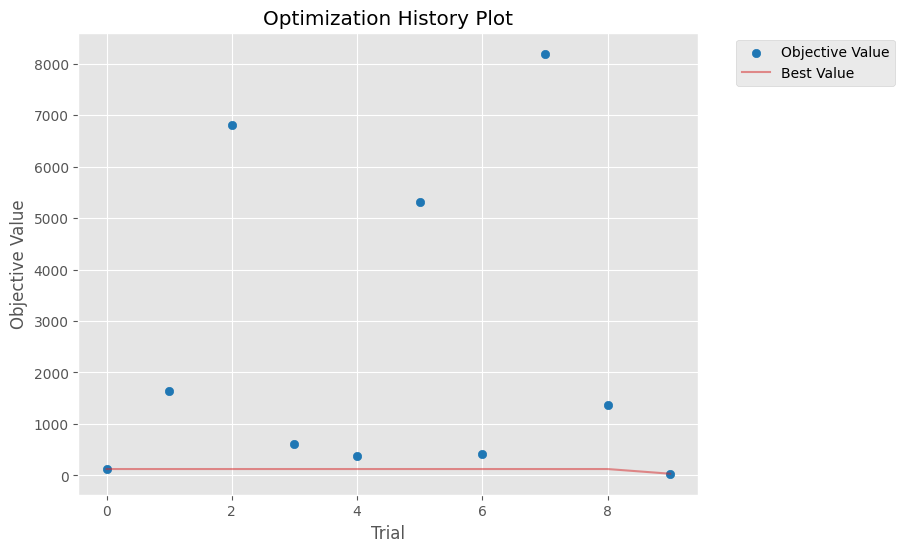 Optimization History Plot
Objective Value
Best Value
Objective Value
8000
7000
6000
5000
4000
3000
2000
1000
0
0 2 4 6 8
Trial